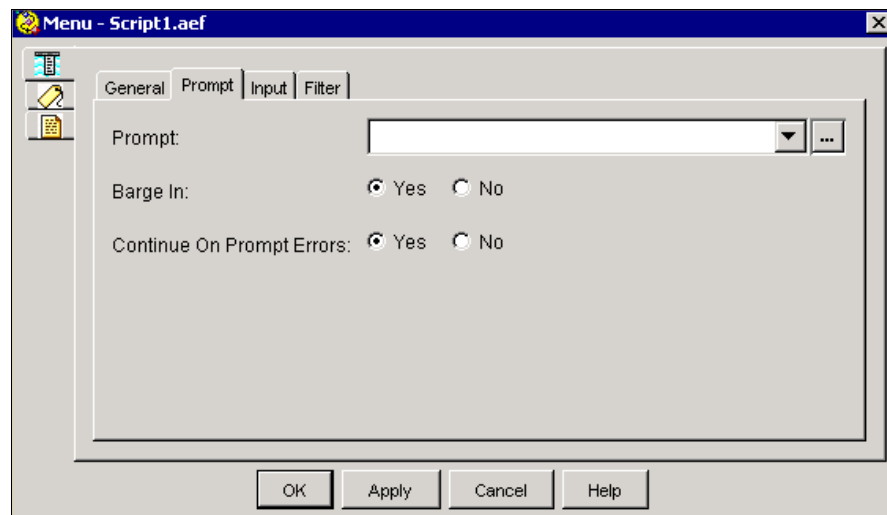 Menu - Script1.aef
General Prompt Input Filter
Prompt: ...
Barge In: Yes No
Continue On Prompt Errors: Yes No
OK Apply Cancel Help